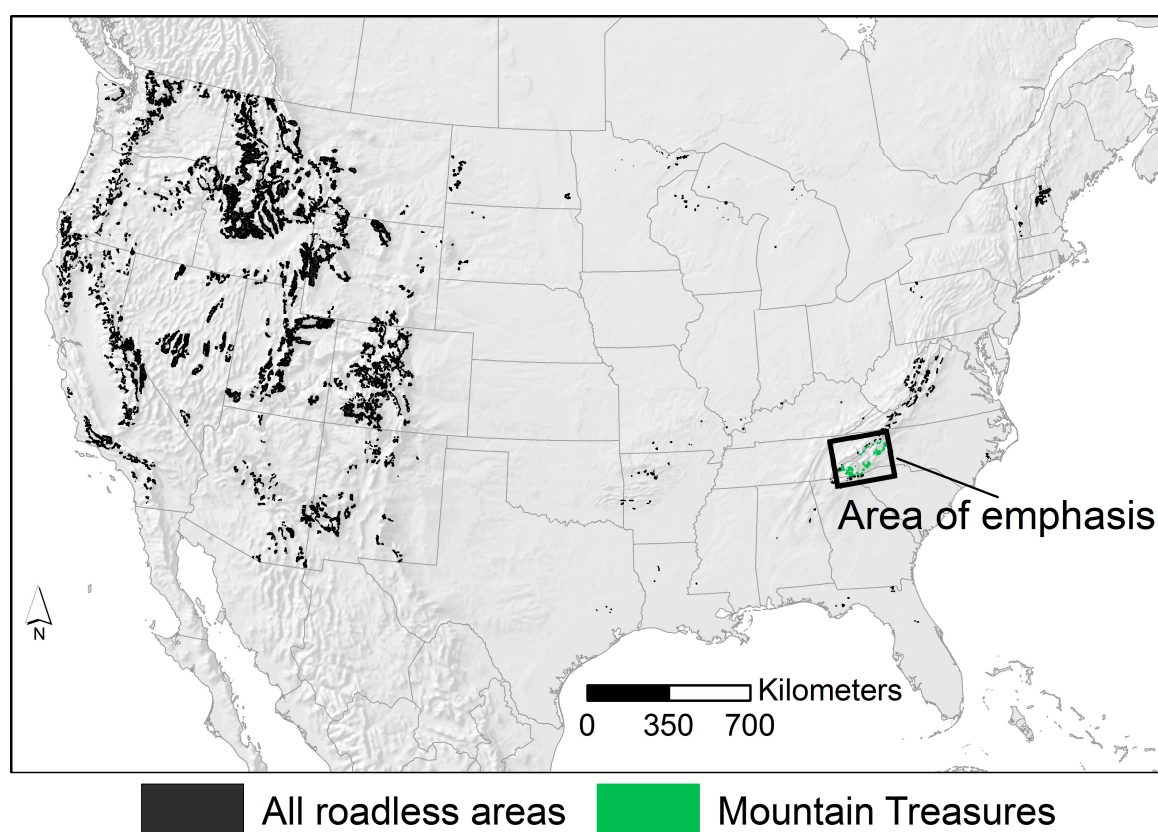 Area of emphasis
N
Kilometers
0 350 700
All roadless areas
Mountain Treasures